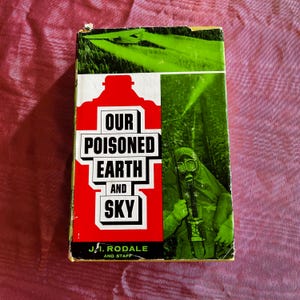 OUR
POISONED
EARTH
AND
SKY
J. I. RODALE
AND STAFF